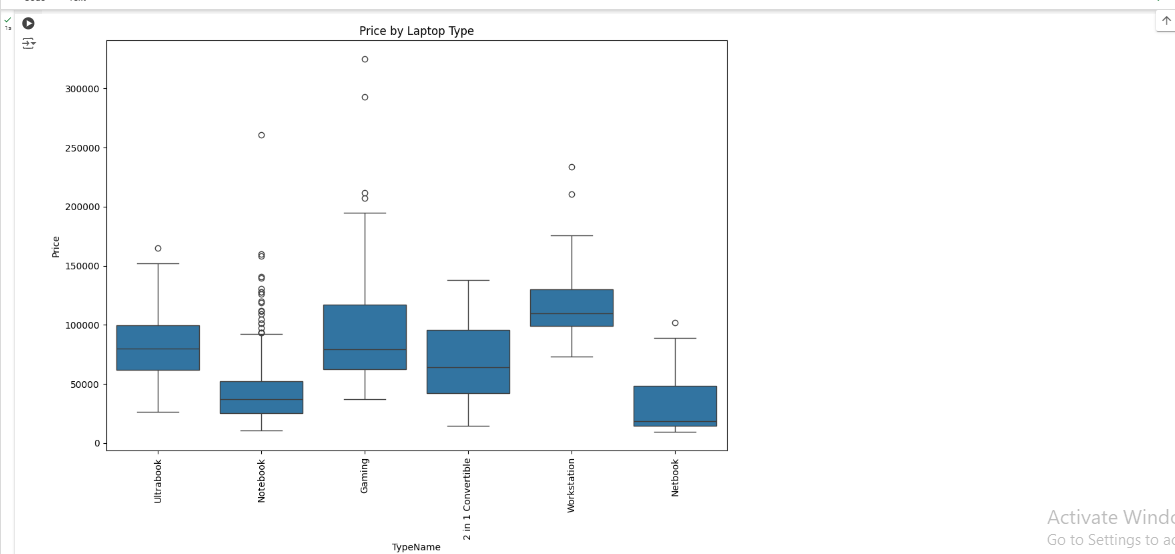 1s
Price by Laptop Type
300000
250000
200000
150000
100000
50000
0
Price
Ultrabook
Notebook
Gaming
2 in 1 Convertible
Workstation
Netbook
TypeName
Activate Windo
Go to Settings to ac